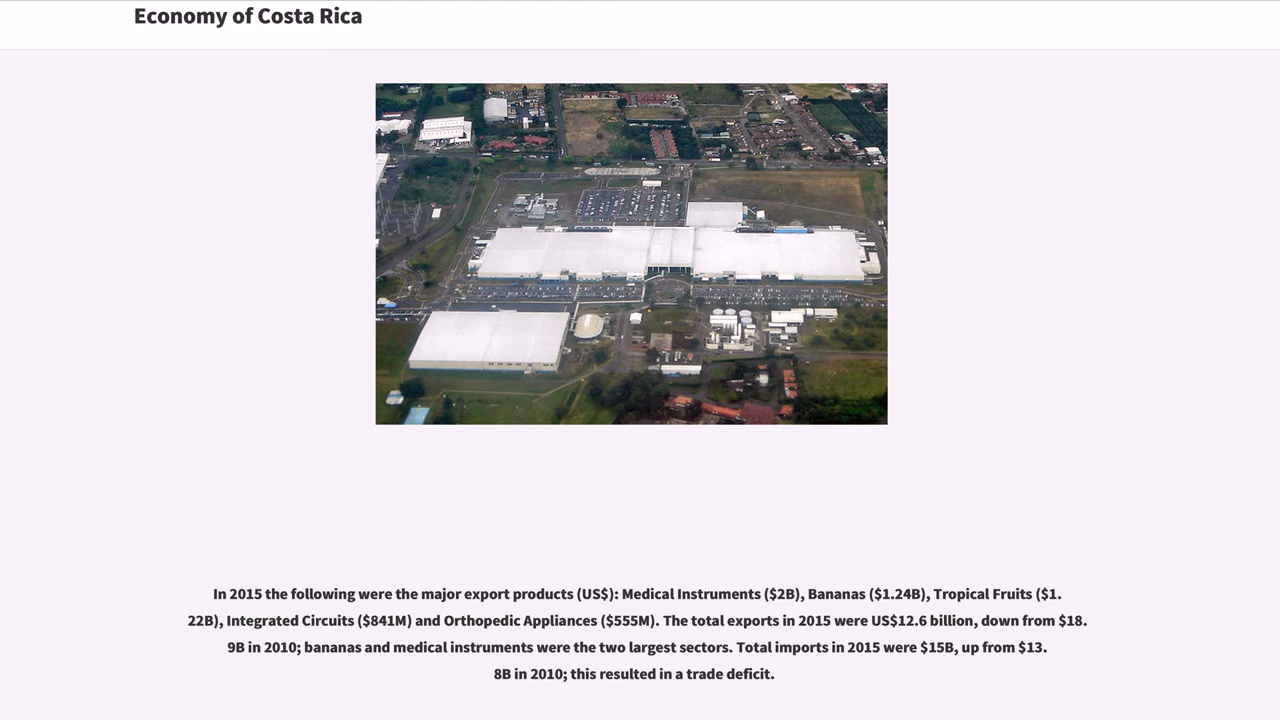 Economy of Costa Rica
In 2015 the following were the major export products (US$): Medical Instruments ($2B), Bananas ($1.24B), Tropical Fruits ($1.
22B), Integrated Circuits ($841M) and Orthopedic Appliances ($555M). The total exports in 2015 were US$12.6 billion, down from $18.
9B in 2010; bananas and medical instruments were the two largest sectors. Total imports in 2015 were $15B, up from $13.
8B in 2010; this resulted in a trade deficit.